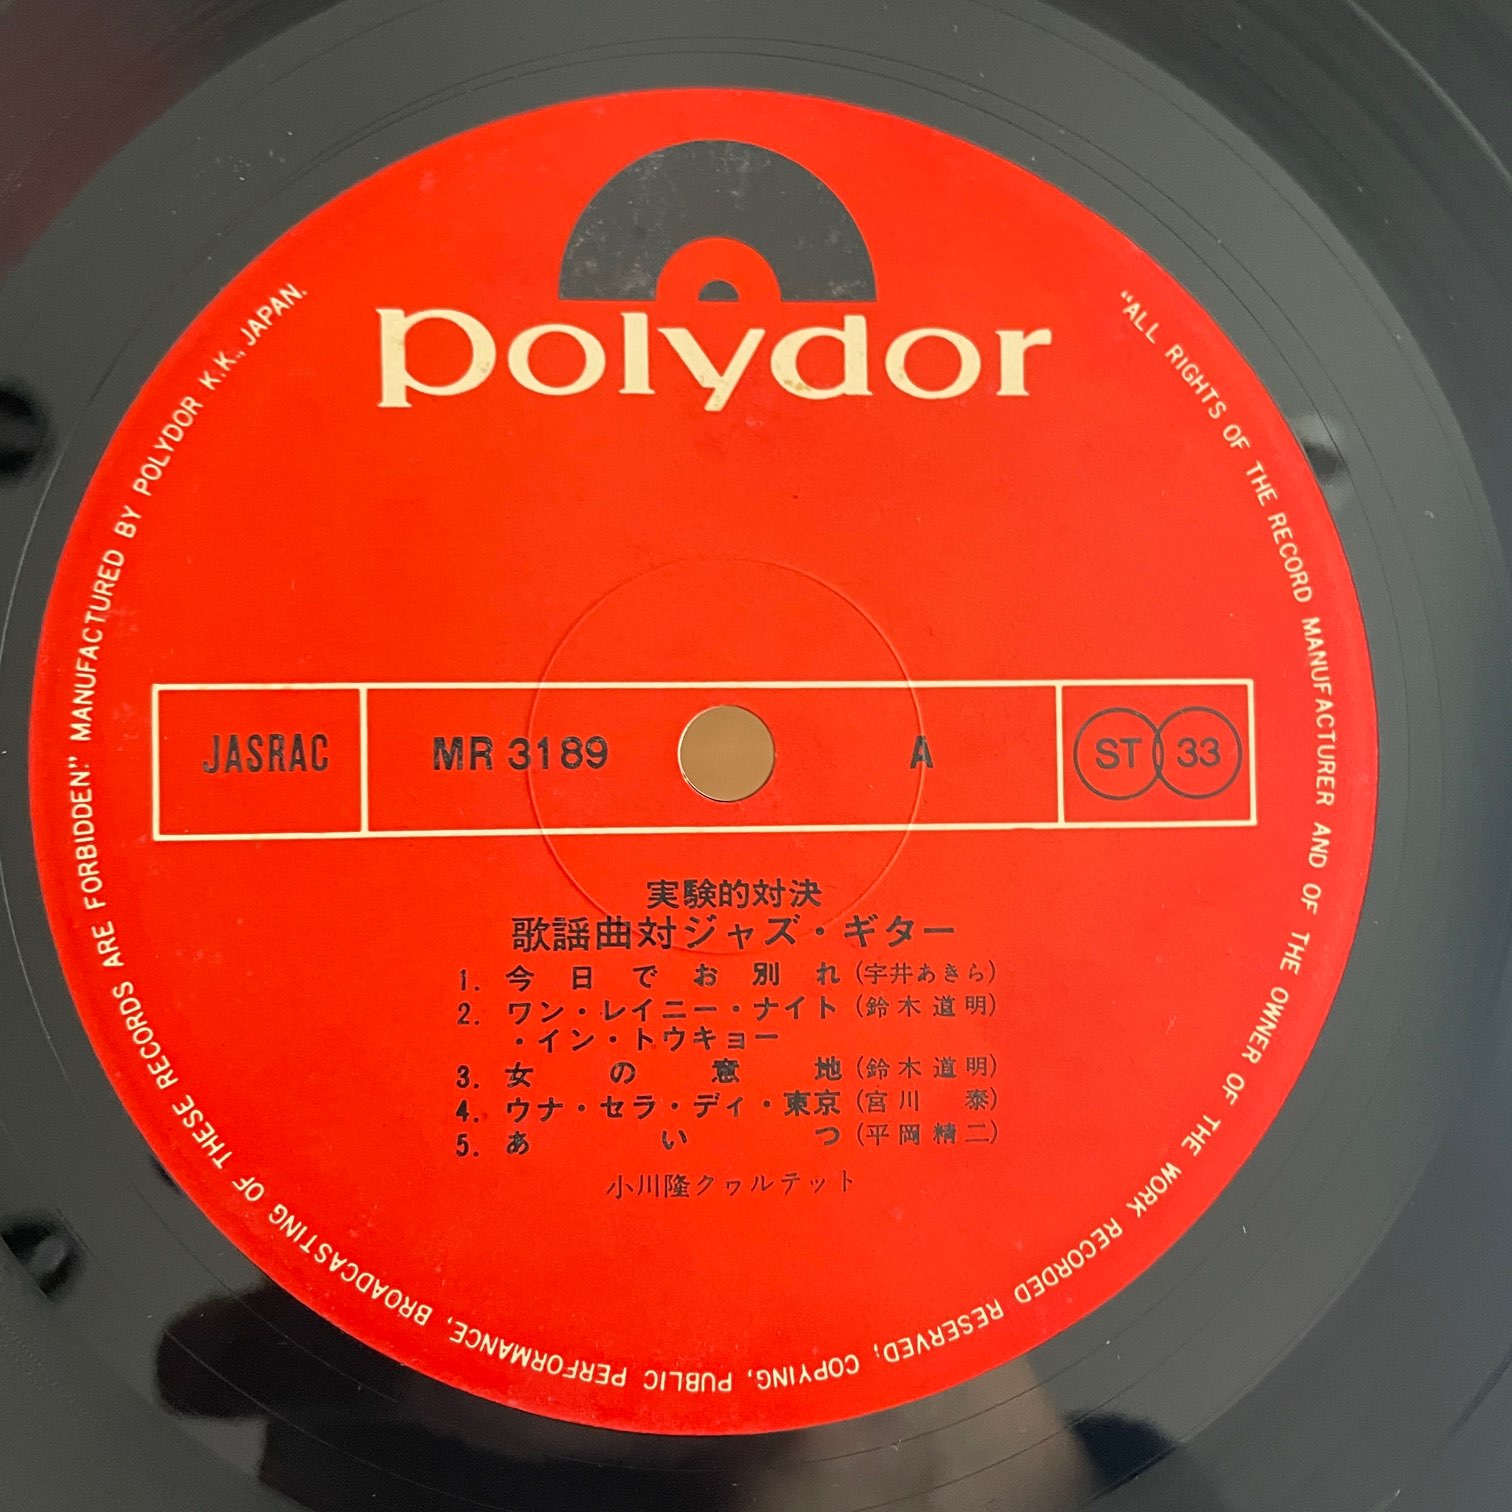 polydor
JASRAC
MR 3189
A
ST 33
実験的対決
歌謡曲対ジャズ・ギター
1. 今日でお別れ (宇井あきら)
2. ワン・レイニー・ナイト (鈴木道明)
・イン・トウキョー
3. 女の意地 (鈴木道明)
4. ウナ・セラ・ディ・東京 (宮川 泰)
5. あいつ (平岡精二)
小川隆クヮルテット
“ALL RIGHTS OF THE RECORD MANUFACTURER AND OF THE OWNER OF THE WORK RECORDED RESERVED; COPYING, PUBLIC PERFORMANCE, BROADCASTING OF THESE RECORDS ARE FORBIDDEN.” MANUFACTURED BY POLYDOR K.K., JAPAN.